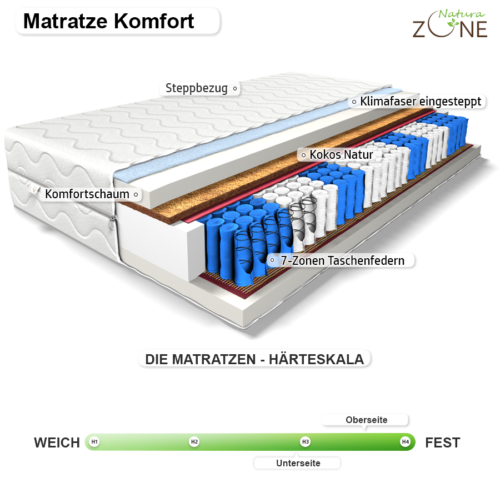 Matratze Komfort
Natura
ZONE
Steppbezug
Klimafaser eingesteppt
Kokos Natur
Komfortschaum
7-Zonen Taschenfedern
DIE MATRATZEN - HÄRTESKALA
Oberseite
WEICH H1 H2 H3 H4 FEST
Unterseite